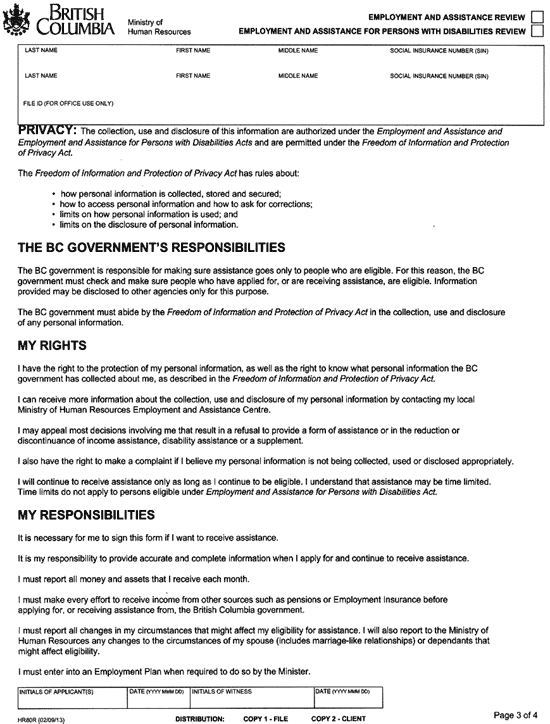 BRITISH
COLUMBIA
Ministry of
Human Resources
EMPLOYMENT AND ASSISTANCE REVIEW
EMPLOYMENT AND ASSISTANCE FOR PERSONS WITH DISABILITIES REVIEW
LAST NAME FIRST NAME MIDDLE NAME SOCIAL INSURANCE NUMBER (SIN)
LAST NAME FIRST NAME MIDDLE NAME SOCIAL INSURANCE NUMBER (SIN)
FILE ID (FOR OFFICE USE ONLY)
PRIVACY: The collection, use and disclosure of this information are authorized under the Employment and Assistance and
Employment and Assistance for Persons with Disabilities Acts and are permitted under the Freedom of Information and Protection
of Privacy Act.
The Freedom of Information and Protection of Privacy Act has rules about:
• how personal information is collected, stored and secured;
• how to access personal information and how to ask for corrections;
• limits on how personal information is used; and
• limits on the disclosure of personal information.
THE BC GOVERNMENT'S RESPONSIBILITIES
The BC government is responsible for making sure assistance goes only to people who are eligible. For this reason, the BC
government must check and make sure people who have applied for, or are receiving assistance, are eligible. Information
provided may be disclosed to other agencies only for this purpose.
The BC government must abide by the Freedom of Information and Protection of Privacy Act in the collection, use and disclosure
of any personal information.
MY RIGHTS
I have the right to the protection of my personal information, as well as the right to know what personal information the BC
government has collected about me, as described in the Freedom of Information and Protection of Privacy Act.
I can receive more information about the collection, use and disclosure of my personal information by contacting my local
Ministry of Human Resources Employment and Assistance Centre.
I may appeal most decisions involving me that result in a refusal to provide a form of assistance or in the reduction or
discontinuance of income assistance, disability assistance or a supplement.
I also have the right to make a complaint if I believe my personal information is not being collected, used or disclosed appropriately.
I will continue to receive assistance only as long as I continue to be eligible. I understand that assistance may be time limited.
Time limits do not apply to persons eligible under Employment and Assistance for Persons with Disabilities Act.
MY RESPONSIBILITIES
It is necessary for me to sign this form if I want to receive assistance.
It is my responsibility to provide accurate and complete information when I apply for and continue to receive assistance.
I must report all money and assets that I receive each month.
I must make every effort to receive income from other sources such as pensions or Employment Insurance before
applying for, or receiving assistance from, the British Columbia government.
I must report all changes in my circumstances that might affect my eligibility for assistance. I will also report to the Ministry of
Human Resources any changes to the circumstances of my spouse (includes marriage-like relationships) or dependants that
might affect eligibility.
I must enter into an Employment Plan when required to do so by the Minister.
INITIALS OF APPLICANT(S) DATE (YYYY MMM DD) INITIALS OF WITNESS DATE (YYYY MMM DD)
HR80R (02/09/13) DISTRIBUTION: COPY 1 - FILE COPY 2 - CLIENT Page 3 of 4